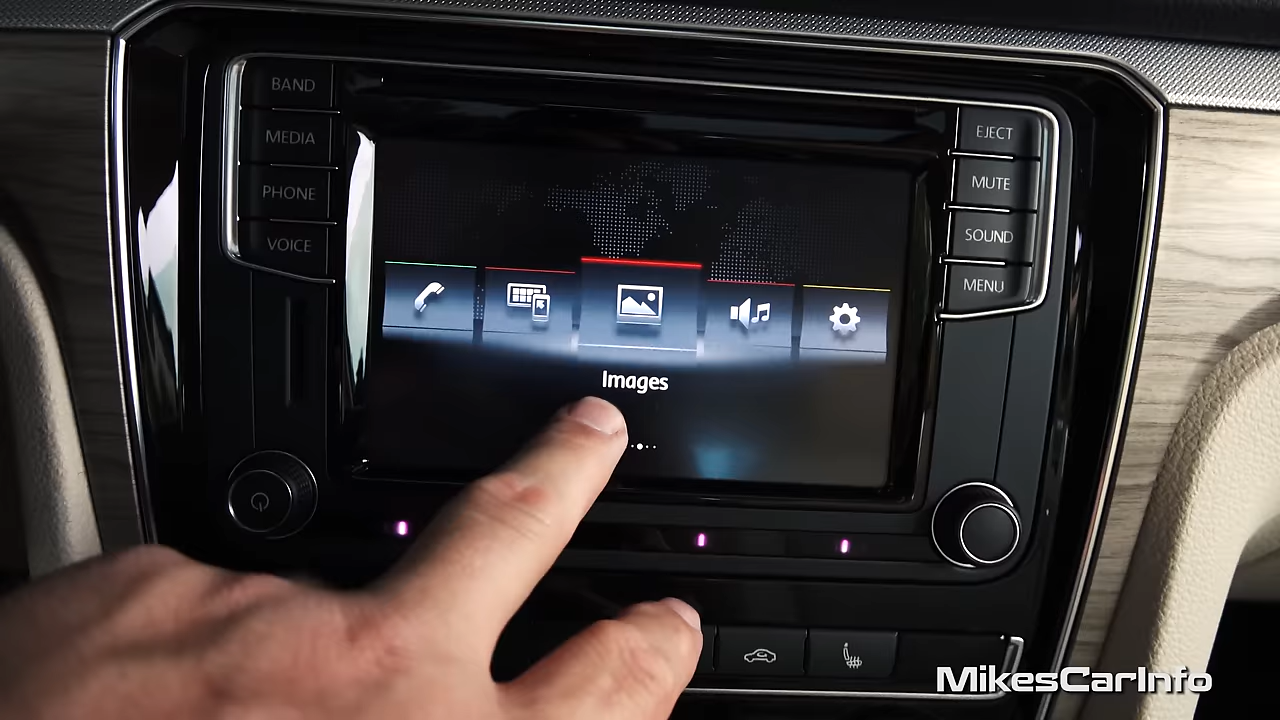 BAND
MEDIA
PHONE
VOICE
EJECT
MUTE
SOUND
MENU
Images
MikesCarInfo